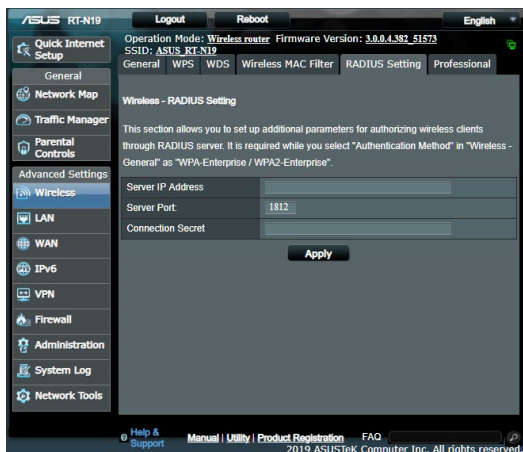 ASUS RT-N19
Logout
Reboot
English
Quick Internet
Setup
Operation Mode: Wireless router Firmware Version: 3.0.0.4.382_51573
SSID: ASUS_RT-N19
General WPS WDS Wireless MAC Filter RADIUS Setting Professional
General
Network Map
Traffic Manager
Parental
Controls
Advanced Settings
Wireless
LAN
WAN
IPv6
VPN
Firewall
Administration
System Log
Network Tools
Wireless - RADIUS Setting
This section allows you to set up additional parameters for authorizing wireless clients
through RADIUS server. It is required while you select "Authentication Method" in "Wireless -
General" as "WPA-Enterprise / WPA2-Enterprise".
Server IP Address
Server Port: 1812
Connection Secret
Apply
Help &
Support
Manual | Utility | Product Registration FAQ
2019 ASUSTeK Computer Inc. All rights reserved.